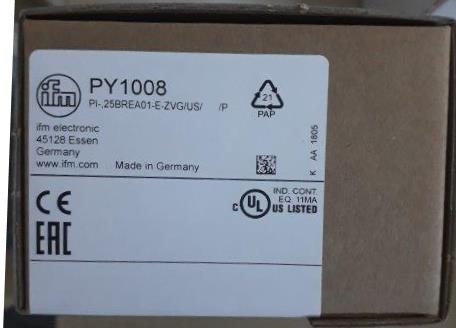 ifm
PY1008
PI-,25BREA01-E-ZVG/US/ /P
21
PAP
ifm electronic
45128 Essen
Germany
www.ifm.com Made in Germany
K AA 1805
CE
EAC
c UL US LISTED
IND. CONT.
EQ. 11MA